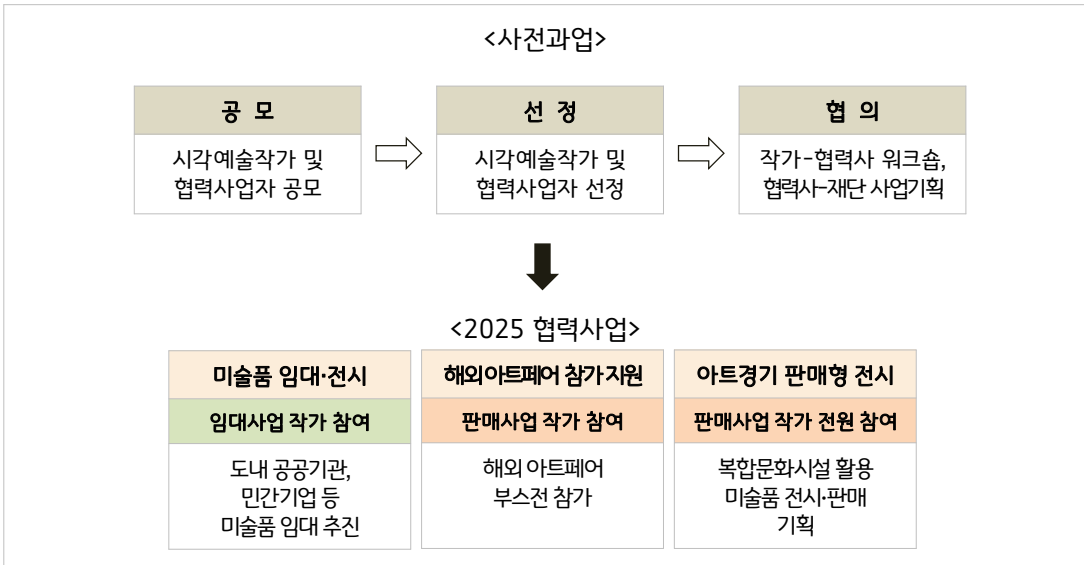 <사전과업>
공 모
시각예술작가 및
협력사업자 공모
선 정
시각예술작가 및
협력사업자 선정
협 의
작가-협력사 워크숍,
협력사-재단 사업기획
<2025 협력사업>
미술품 임대·전시
임대사업 작가 참여
도내 공공기관,
민간기업 등
미술품 임대 추진
해외아트페어 참가지원
판매사업 작가 참여
해외 아트페어
부스전 참가
아트경기 판매형 전시
판매사업 작가 전원 참여
복합문화시설 활용
미술품 전시·판매
기획